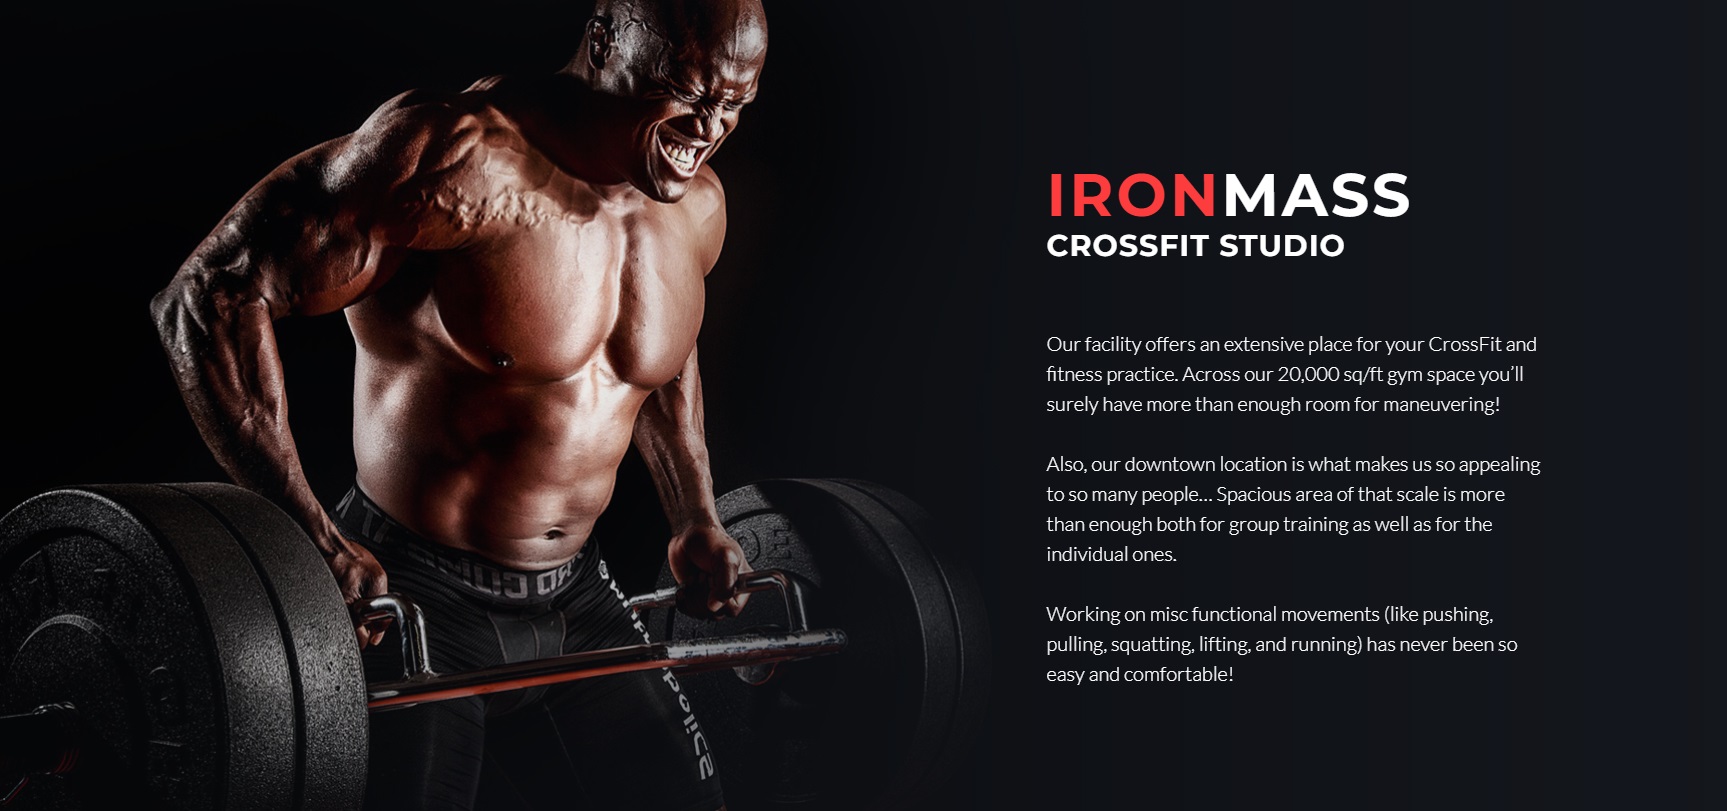 IRONMASS
CROSSFIT STUDIO
Our facility offers an extensive place for your CrossFit and
fitness practice. Across our 20,000 sq/ft gym space you’ll
surely have more than enough room for maneuvering!
Also, our downtown location is what makes us so appealing
to so many people... Spacious area of that scale is more
than enough both for group training as well as for the
individual ones.
Working on misc functional movements (like pushing,
pulling, squatting, lifting, and running) has never been so
easy and comfortable!